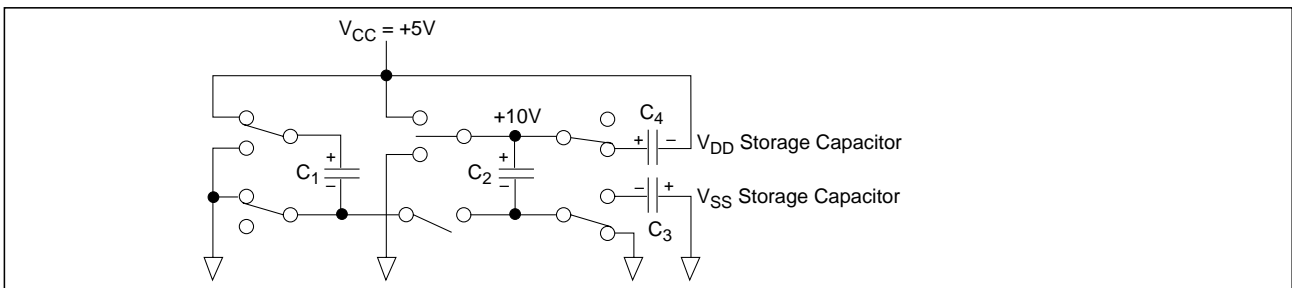 V_CC = +5V
+10V
C_4
+ −
V_DD Storage Capacitor
+
C_1
−
+
C_2
−
− +
V_SS Storage Capacitor
C_3